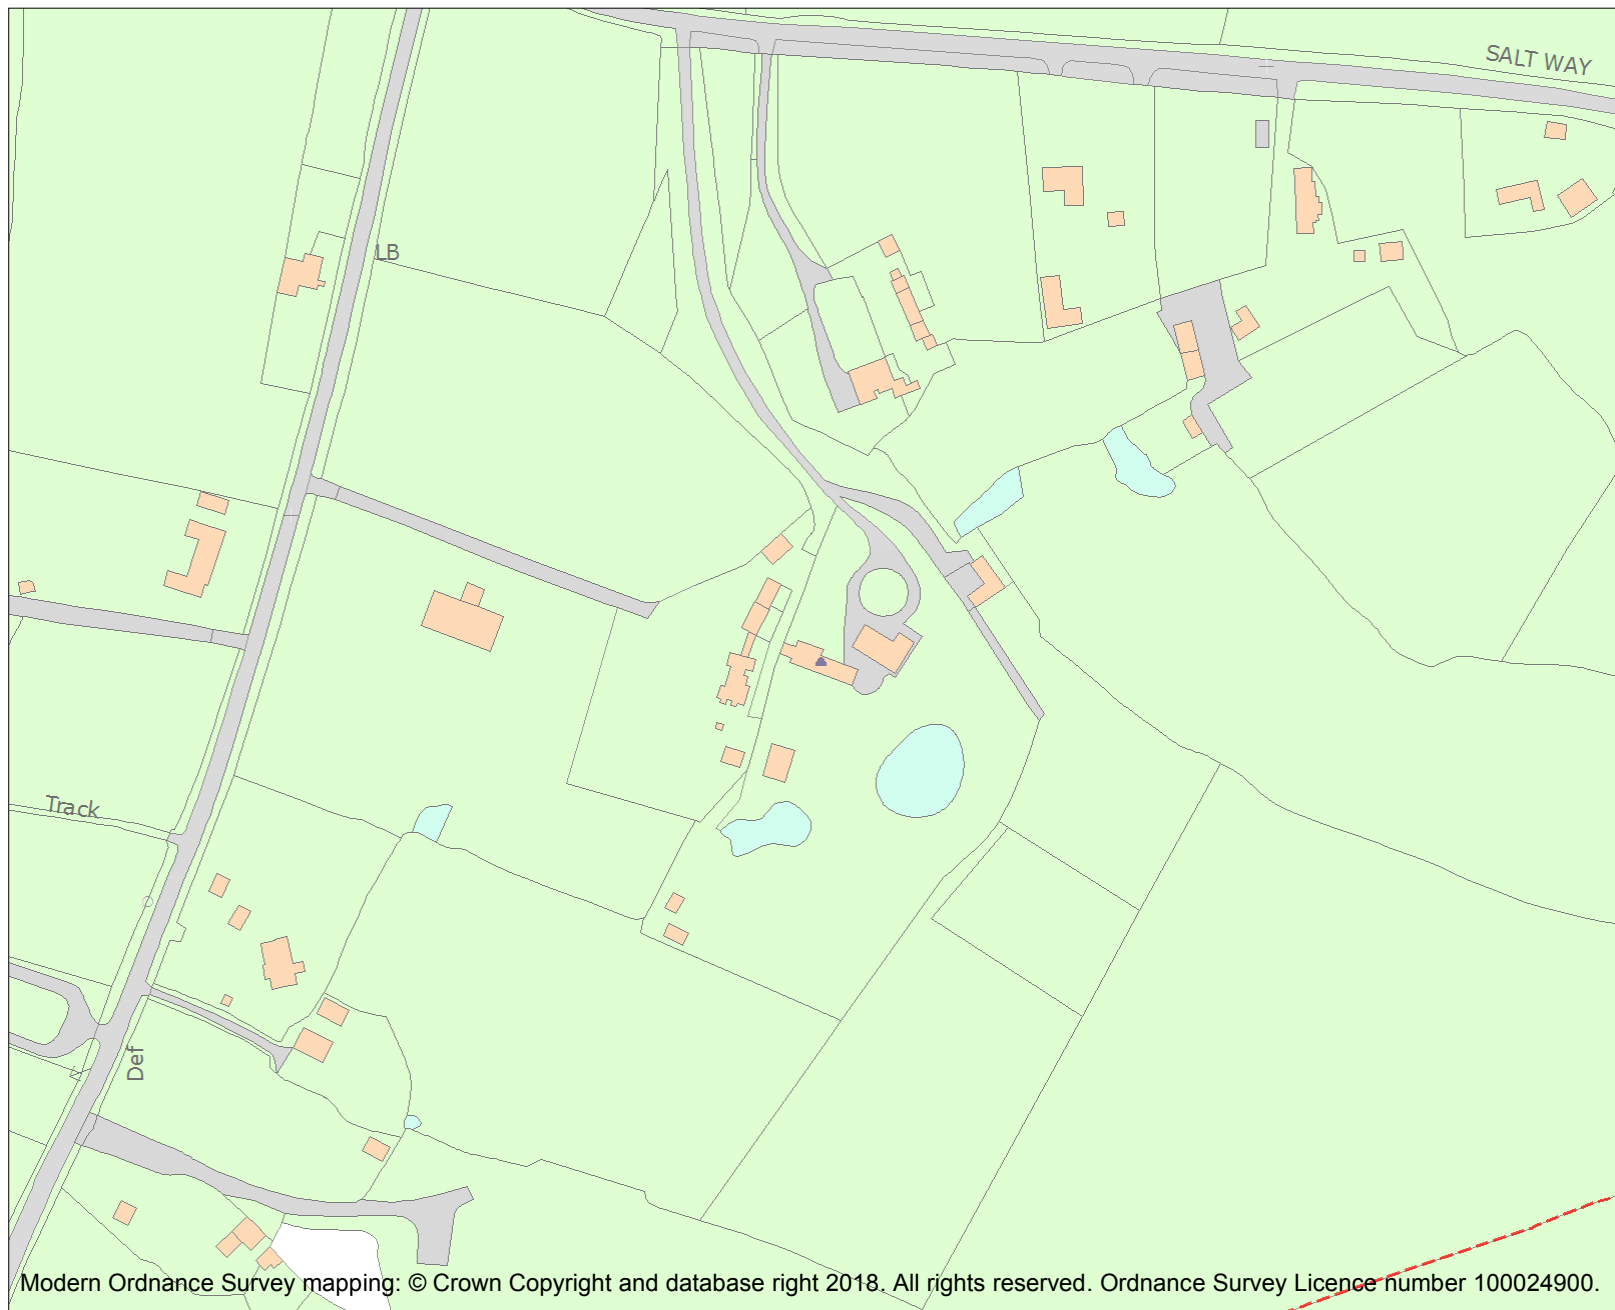 SALT WAY
LB
Track
Def
Modern Ordnance Survey mapping: © Crown Copyright and database right 2018. All rights reserved. Ordnance Survey Licence number 100024900.